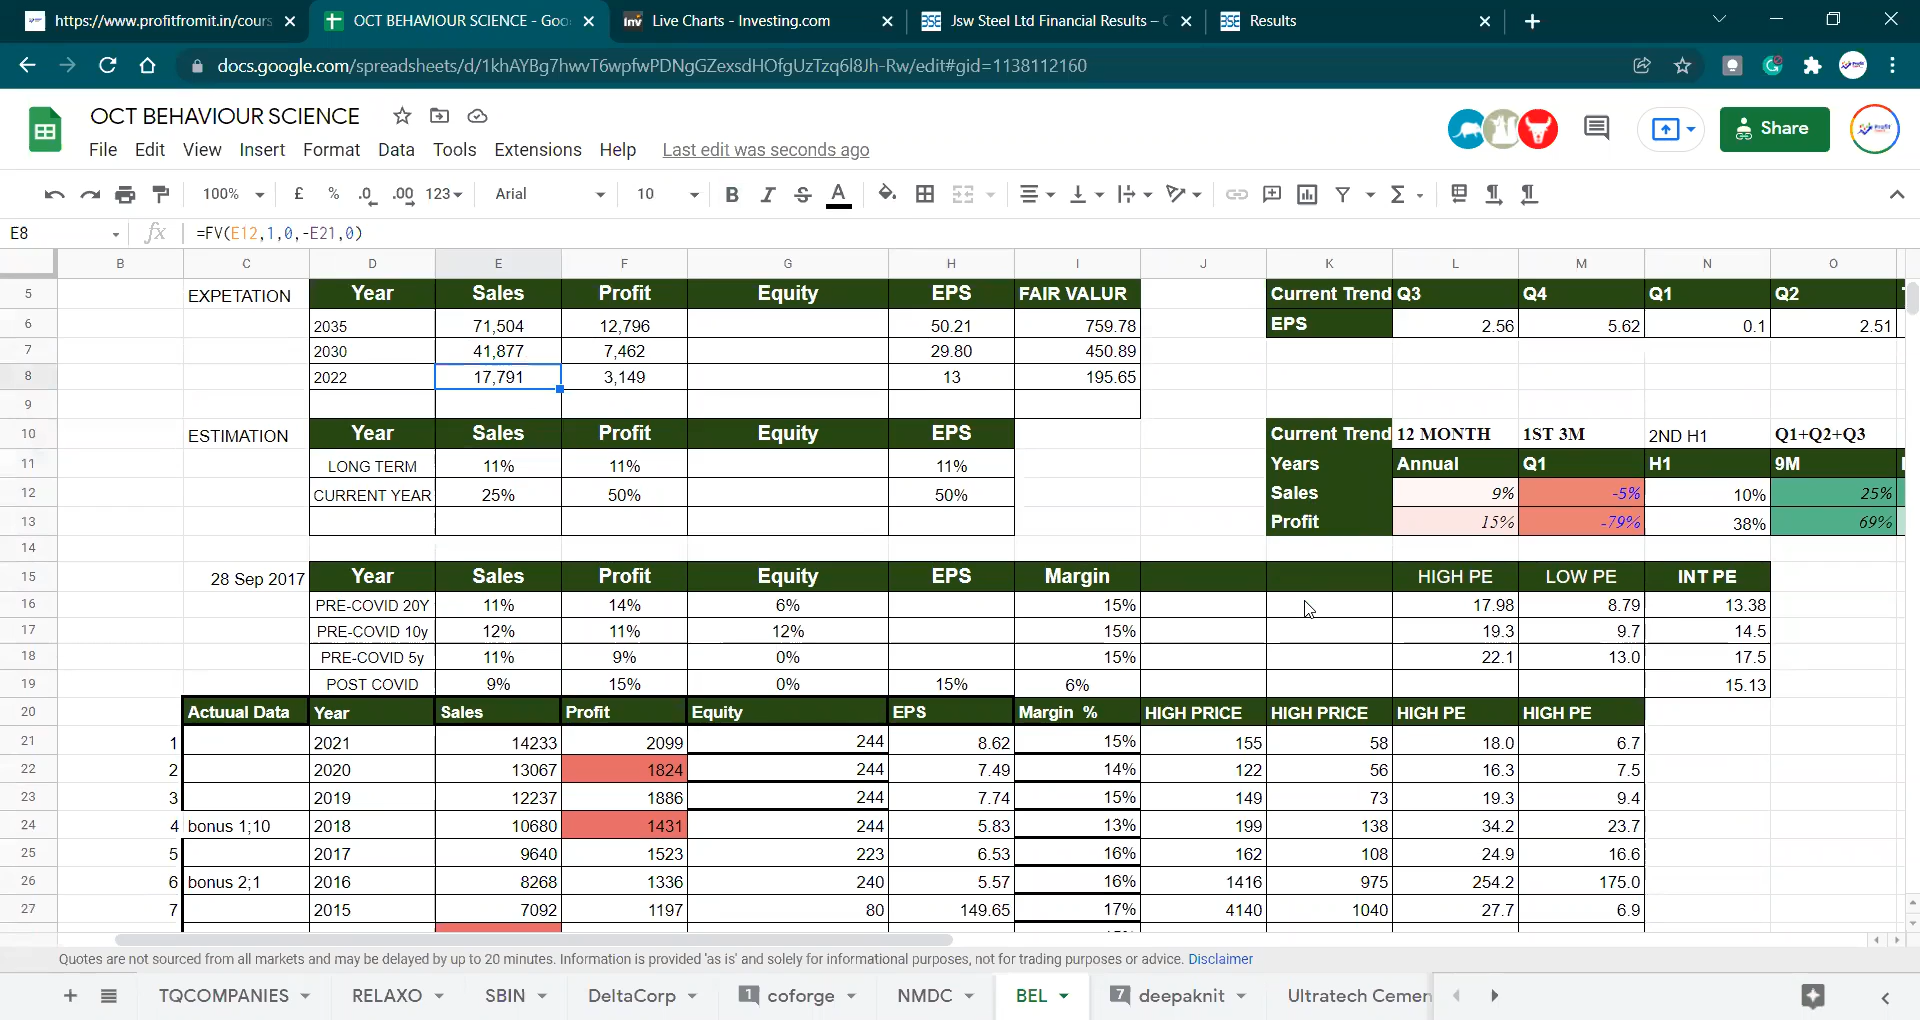 https://www.profitfromit.in/cours
OCT BEHAVIOUR SCIENCE - Goo
inv Live Charts - Investing.com
BSE Jsw Steel Ltd Financial Results –
BSE Results
docs.google.com/spreadsheets/d/1khAYBg7hwvT6wpfwPDNgGZexsdHOfgUzTzq6l8Jh-Rw/edit#gid=1138112160
OCT BEHAVIOUR SCIENCE
File Edit View Insert Format Data Tools Extensions Help Last edit was seconds ago
Share
100% £ % .0 .00 123 Arial 10 B I S A
E8 fx =FV(E12,1,0,-E21,0)
B C D E F G H I J K L M N O
5 EXPETATION Year Sales Profit Equity EPS FAIR VALUR Current Trend Q3 Q4 Q1 Q2
6 2035 71,504 12,796 50.21 759.78 EPS 2.56 5.62 0.1 2.51
7 2030 41,877 7,462 29.80 450.89
8 2022 17,791 3,149 13 195.65
9
10 ESTIMATION Year Sales Profit Equity EPS Current Trend 12 MONTH 1ST 3M 2ND H1 Q1+Q2+Q3
11 LONG TERM 11% 11% 11% Years Annual Q1 H1 9M
12 CURRENT YEAR 25% 50% 50% Sales 9% -5% 10% 25%
13 Profit 15% -79% 38% 69%
14
15 28 Sep 2017 Year Sales Profit Equity EPS Margin HIGH PE LOW PE INT PE
16 PRE-COVID 20Y 11% 14% 6% 15% 17.98 8.79 13.38
17 PRE-COVID 10y 12% 11% 12% 15% 19.3 9.7 14.5
18 PRE-COVID 5y 11% 9% 0% 15% 22.1 13.0 17.5
19 POST COVID 9% 15% 0% 15% 6% 15.13
20 Actuual Data Year Sales Profit Equity EPS Margin % HIGH PRICE HIGH PRICE HIGH PE HIGH PE
21 1 2021 14233 2099 244 8.62 15% 155 58 18.0 6.7
22 2 2020 13067 1824 244 7.49 14% 122 56 16.3 7.5
23 3 2019 12237 1886 244 7.74 15% 149 73 19.3 9.4
24 4 bonus 1;10 2018 10680 1431 244 5.83 13% 199 138 34.2 23.7
25 5 2017 9640 1523 223 6.53 16% 162 108 24.9 16.6
26 6 bonus 2;1 2016 8268 1336 240 5.57 16% 1416 975 254.2 175.0
27 7 2015 7092 1197 80 149.65 17% 4140 1040 27.7 6.9
Quotes are not sourced from all markets and may be delayed by up to 20 minutes. Information is provided 'as is' and solely for informational purposes, not for trading purposes or advice. Disclaimer
TQCOMPANIES RELAXO SBIN DeltaCorp 1 coforge NMDC BEL 7 deepaknit Ultratech Cemen